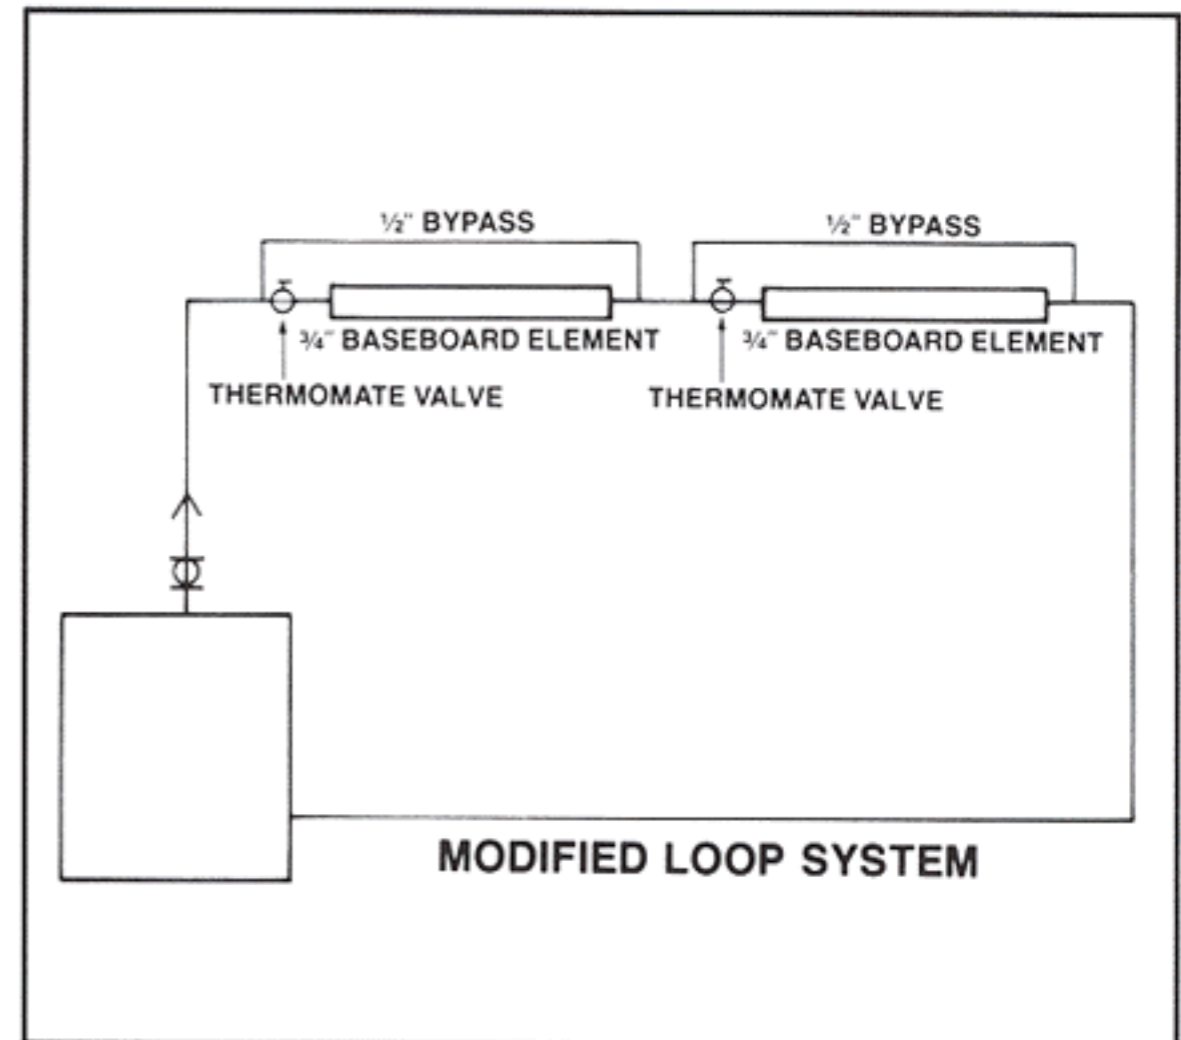 ½" BYPASS
½" BYPASS
¾" BASEBOARD ELEMENT
¾" BASEBOARD ELEMENT
THERMOMATE VALVE
THERMOMATE VALVE
MODIFIED LOOP SYSTEM